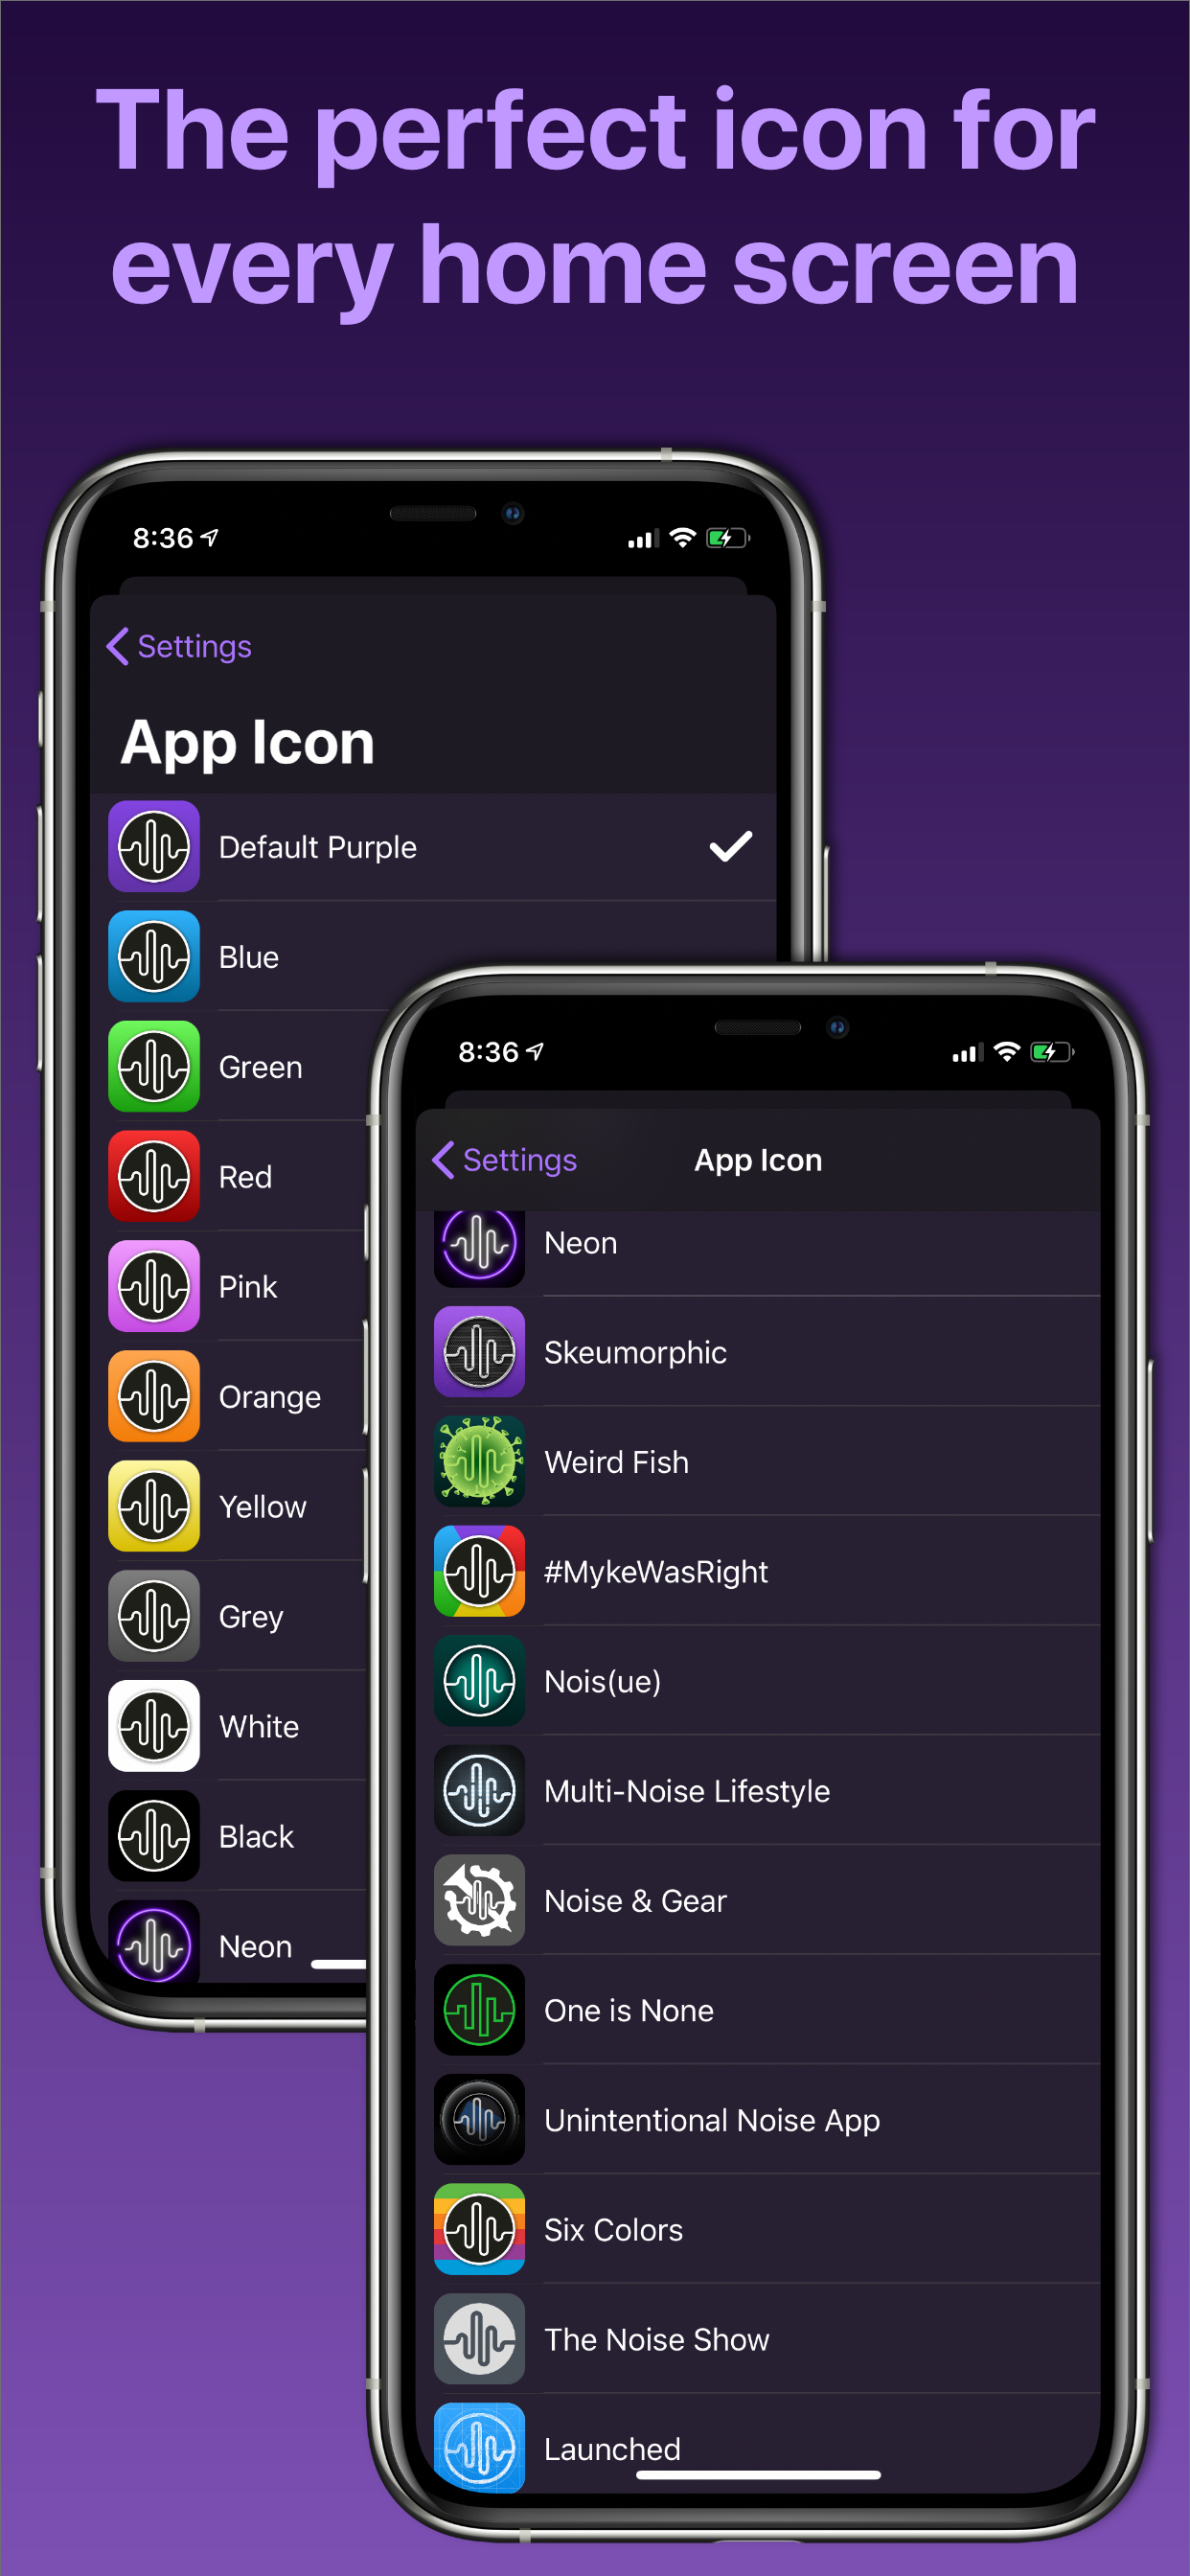 The perfect icon for
every home screen
8:36
Settings
App Icon
Default Purple
Blue
Green
Red
Pink
Orange
Yellow
Grey
White
Black
Neon
8:36
Settings
App Icon
Neon
Skeumorphic
Weird Fish
#MykeWasRight
Nois(ue)
Multi-Noise Lifestyle
Noise & Gear
One is None
Unintentional Noise App
Six Colors
The Noise Show
Launched